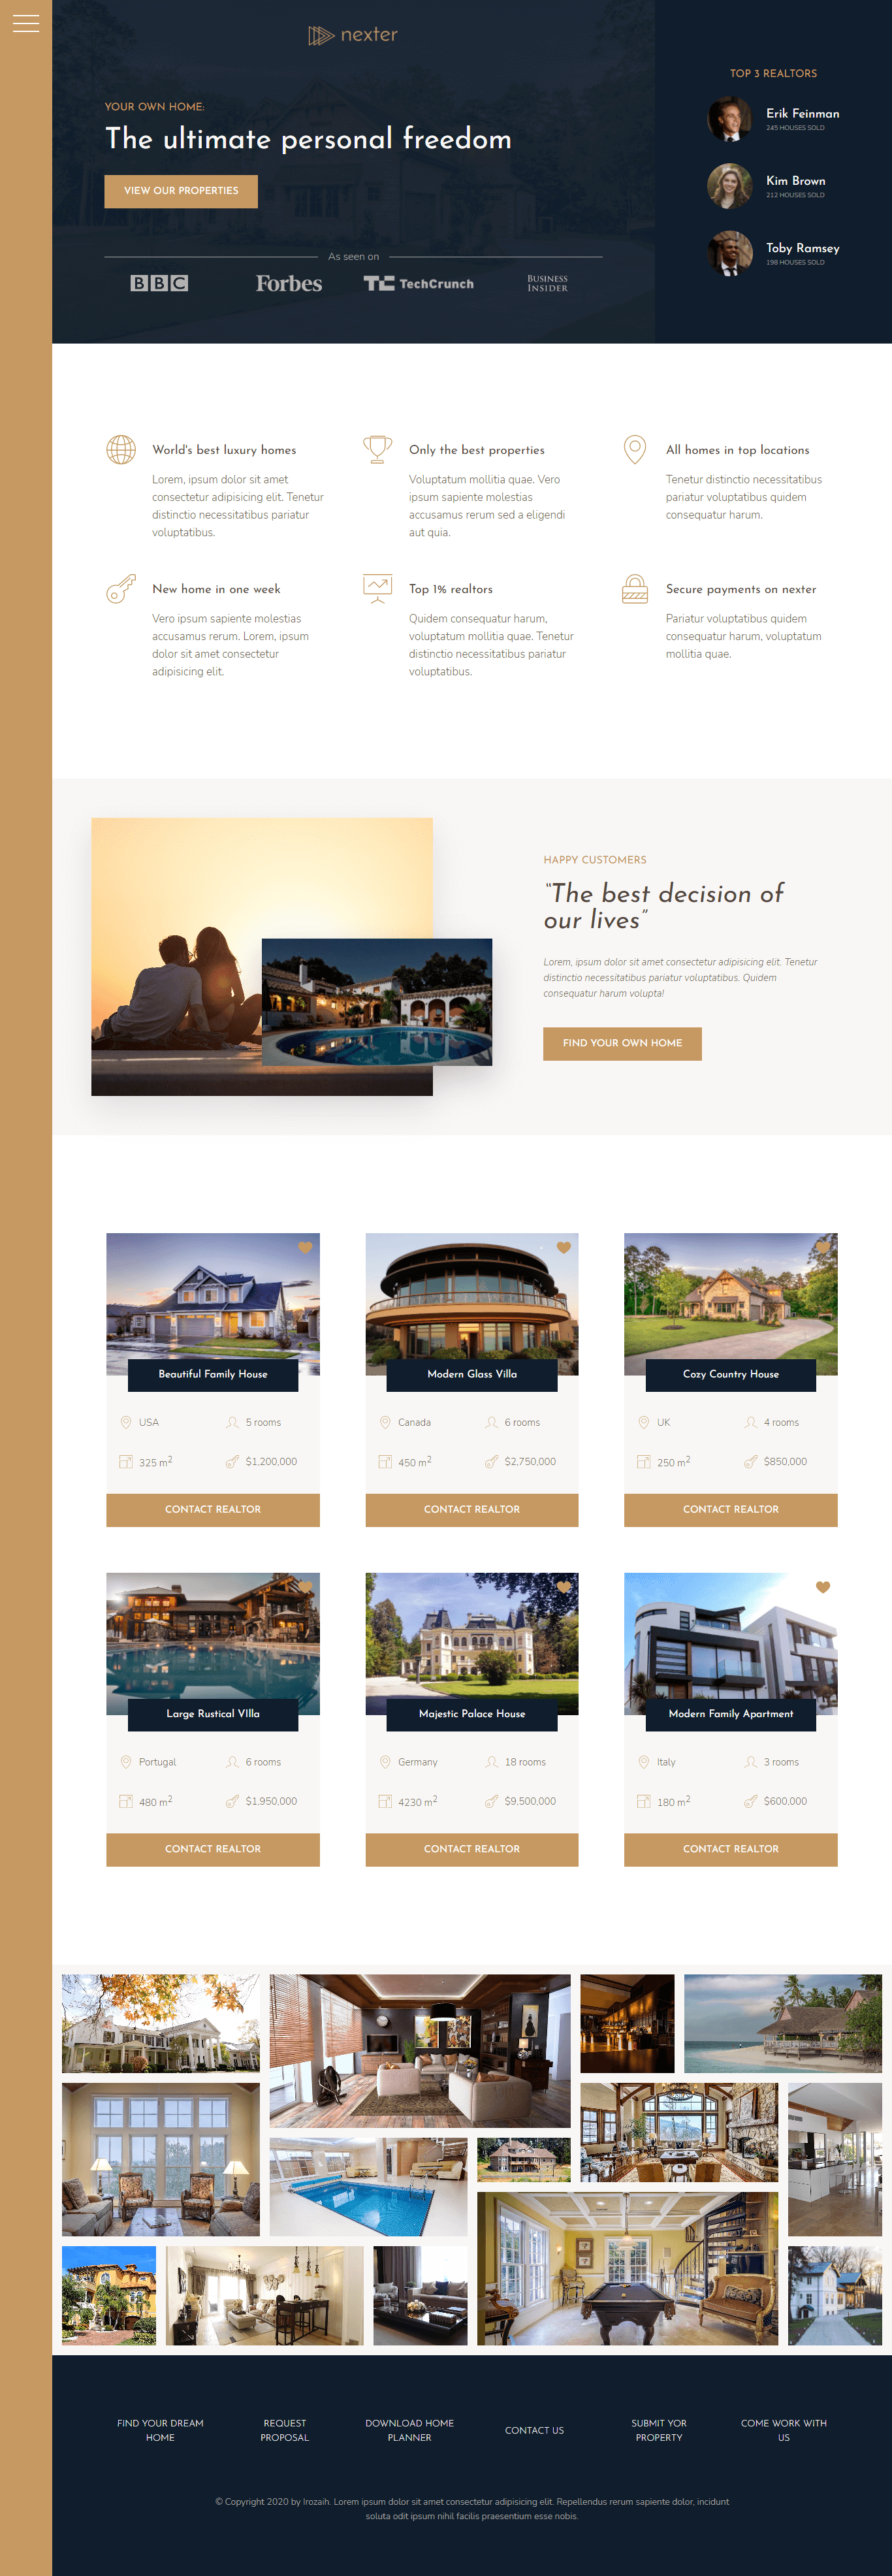 nexter
YOUR OWN HOME:
The ultimate personal freedom
VIEW OUR PROPERTIES
As seen on
BBC
Forbes
TC TechCrunch
BUSINESS
INSIDER
TOP 3 REALTORS
Erik Feinman
245 HOUSES SOLD
Kim Brown
212 HOUSES SOLD
Toby Ramsey
198 HOUSES SOLD
World's best luxury homes
Lorem, ipsum dolor sit amet
consectetur adipisicing elit. Tenetur
distinctio necessitatibus pariatur
voluptatibus.
Only the best properties
Voluptatum mollitia quae. Vero
ipsum sapiente molestias
accusamus rerum sed a eligendi
aut quia.
All homes in top locations
Tenetur distinctio necessitatibus
pariatur voluptatibus quidem
consequatur harum.
New home in one week
Vero ipsum sapiente molestias
accusamus rerum. Lorem, ipsum
dolor sit amet consectetur
adipisicing elit.
Top 1% realtors
Quidem consequatur harum,
voluptatum mollitia quae. Tenetur
distinctio necessitatibus pariatur
voluptatibus.
Secure payments on nexter
Pariatur voluptatibus quidem
consequatur harum, voluptatum
mollitia quae.
HAPPY CUSTOMERS
“The best decision of
our lives”
Lorem, ipsum dolor sit amet consectetur adipisicing elit. Tenetur
distinctio necessitatibus pariatur voluptatibus. Quidem
consequatur harum volupta!
FIND YOUR OWN HOME
Beautiful Family House
USA
5 rooms
325 m²
$1,200,000
CONTACT REALTOR
Modern Glass Villa
Canada
6 rooms
450 m²
$2,750,000
CONTACT REALTOR
Cozy Country House
UK
4 rooms
250 m²
$850,000
CONTACT REALTOR
Large Rustical VIlla
Portugal
6 rooms
480 m²
$1,950,000
CONTACT REALTOR
Majestic Palace House
Germany
18 rooms
4230 m²
$9,500,000
CONTACT REALTOR
Modern Family Apartment
Italy
3 rooms
180 m²
$600,000
CONTACT REALTOR
FIND YOUR DREAM
HOME
REQUEST
PROPOSAL
DOWNLOAD HOME
PLANNER
CONTACT US
SUBMIT YOR
PROPERTY
COME WORK WITH
US
© Copyright 2020 by Irozaih. Lorem ipsum dolor sit amet consectetur adipisicing elit. Repellendus rerum sapiente dolor, incidunt
soluta odit ipsum nihil facilis praesentium esse nobis.